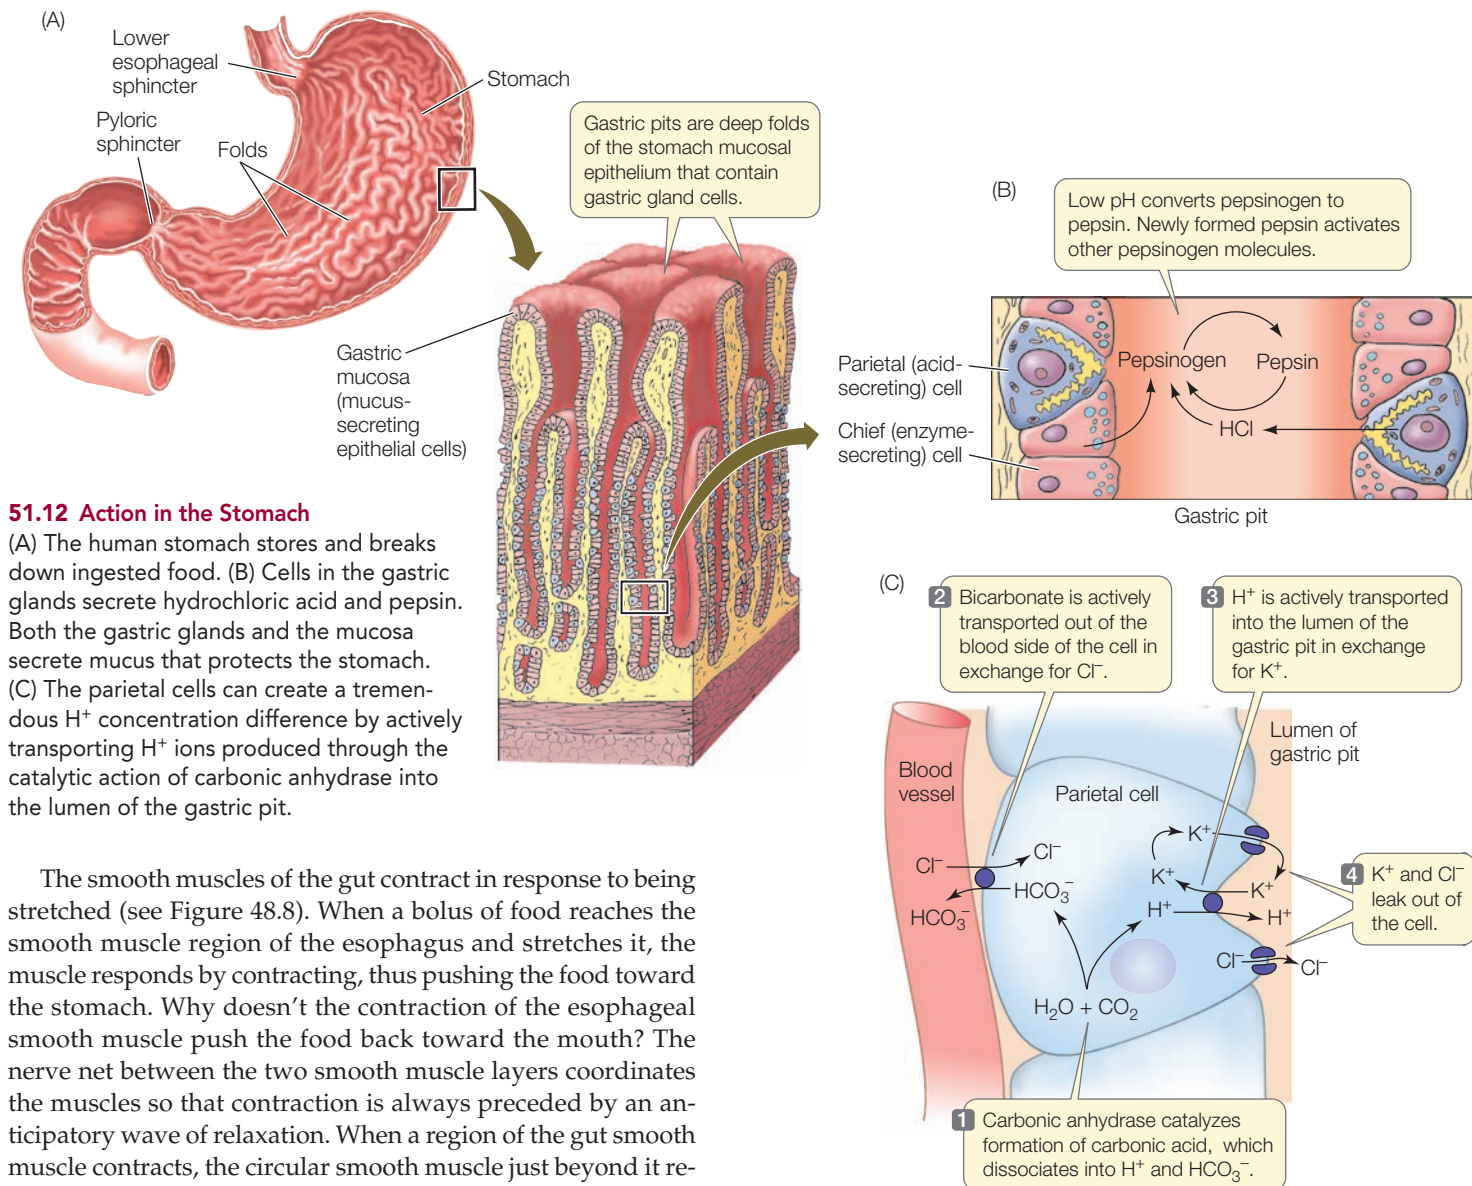 (A)
Lower
esophageal
sphincter
Stomach
Pyloric
sphincter
Folds
Gastric pits are deep folds
of the stomach mucosal
epithelium that contain
gastric gland cells.
Gastric
mucosa
(mucus-
secreting
epithelial cells)
(B)
Low pH converts pepsinogen to
pepsin. Newly formed pepsin activates
other pepsinogen molecules.
Parietal (acid-
secreting) cell
Chief (enzyme-
secreting) cell
Pepsinogen
Pepsin
HCl
Gastric pit
51.12 Action in the Stomach
(A) The human stomach stores and breaks
down ingested food. (B) Cells in the gastric
glands secrete hydrochloric acid and pepsin.
Both the gastric glands and the mucosa
secrete mucus that protects the stomach.
(C) The parietal cells can create a tremen-
dous H⁺ concentration difference by actively
transporting H⁺ ions produced through the
catalytic action of carbonic anhydrase into
the lumen of the gastric pit.
(C)
2 Bicarbonate is actively
transported out of the
blood side of the cell in
exchange for Cl⁻.
3 H⁺ is actively transported
into the lumen of the
gastric pit in exchange
for K⁺.
Lumen of
gastric pit
Blood
vessel
Parietal cell
Cl⁻
Cl⁻
HCO₃⁻
HCO₃⁻
K⁺
K⁺
K⁺
H⁺
H⁺
Cl⁻
Cl⁻
H₂O + CO₂
4 K⁺ and Cl⁻
leak out of
the cell.
1 Carbonic anhydrase catalyzes
formation of carbonic acid, which
dissociates into H⁺ and HCO₃⁻.
The smooth muscles of the gut contract in response to being
stretched (see Figure 48.8). When a bolus of food reaches the
smooth muscle region of the esophagus and stretches it, the
muscle responds by contracting, thus pushing the food toward
the stomach. Why doesn’t the contraction of the esophageal
smooth muscle push the food back toward the mouth? The
nerve net between the two smooth muscle layers coordinates
the muscles so that contraction is always preceded by an an-
ticipatory wave of relaxation. When a region of the gut smooth
muscle contracts, the circular smooth muscle just beyond it re-